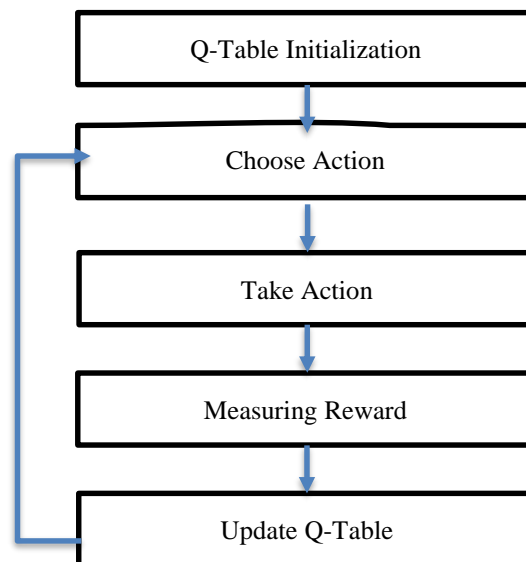 Q-Table Initialization
Choose Action
Take Action
Measuring Reward
Update Q-Table